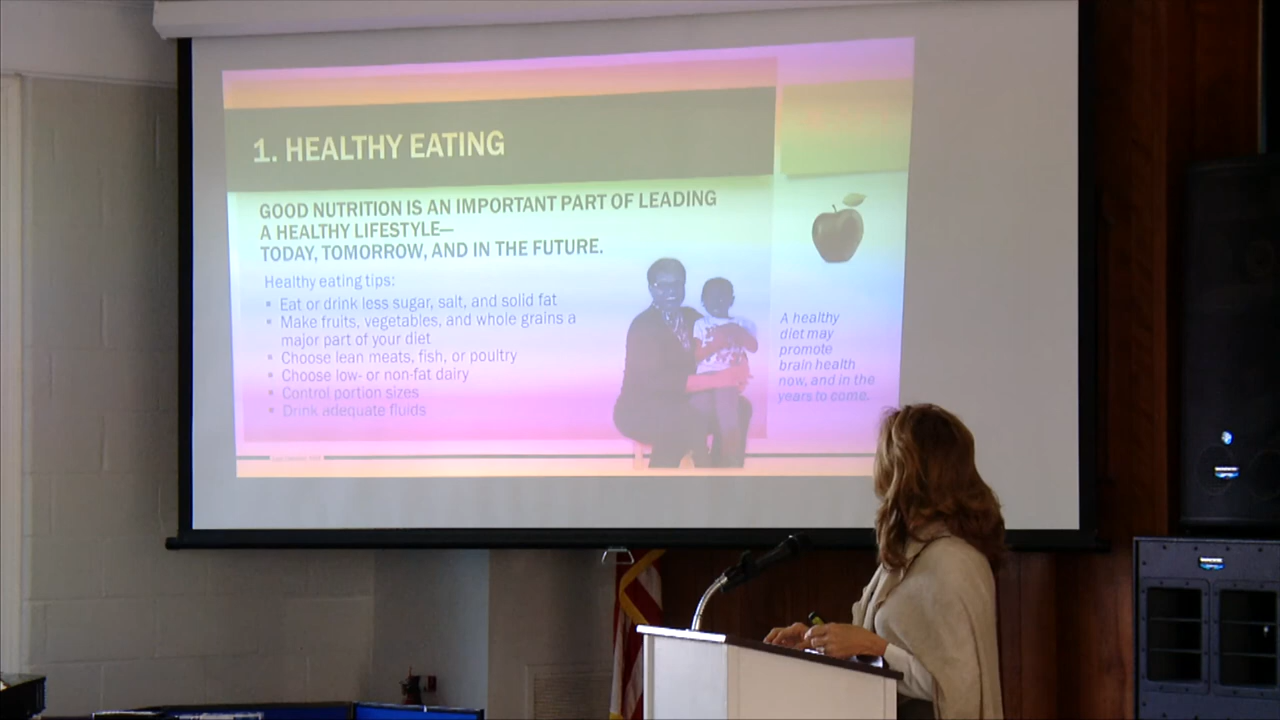 1. HEALTHY EATING
GOOD NUTRITION IS AN IMPORTANT PART OF LEADING
A HEALTHY LIFESTYLE—
TODAY, TOMORROW, AND IN THE FUTURE.
Healthy eating tips:
▪ Eat or drink less sugar, salt, and solid fat
▪ Make fruits, vegetables, and whole grains a
major part of your diet
▪ Choose lean meats, fish, or poultry
▪ Choose low- or non-fat dairy
▪ Control portion sizes
▪ Drink adequate fluids
A healthy
diet may
promote
brain health
now, and in the
years to come.